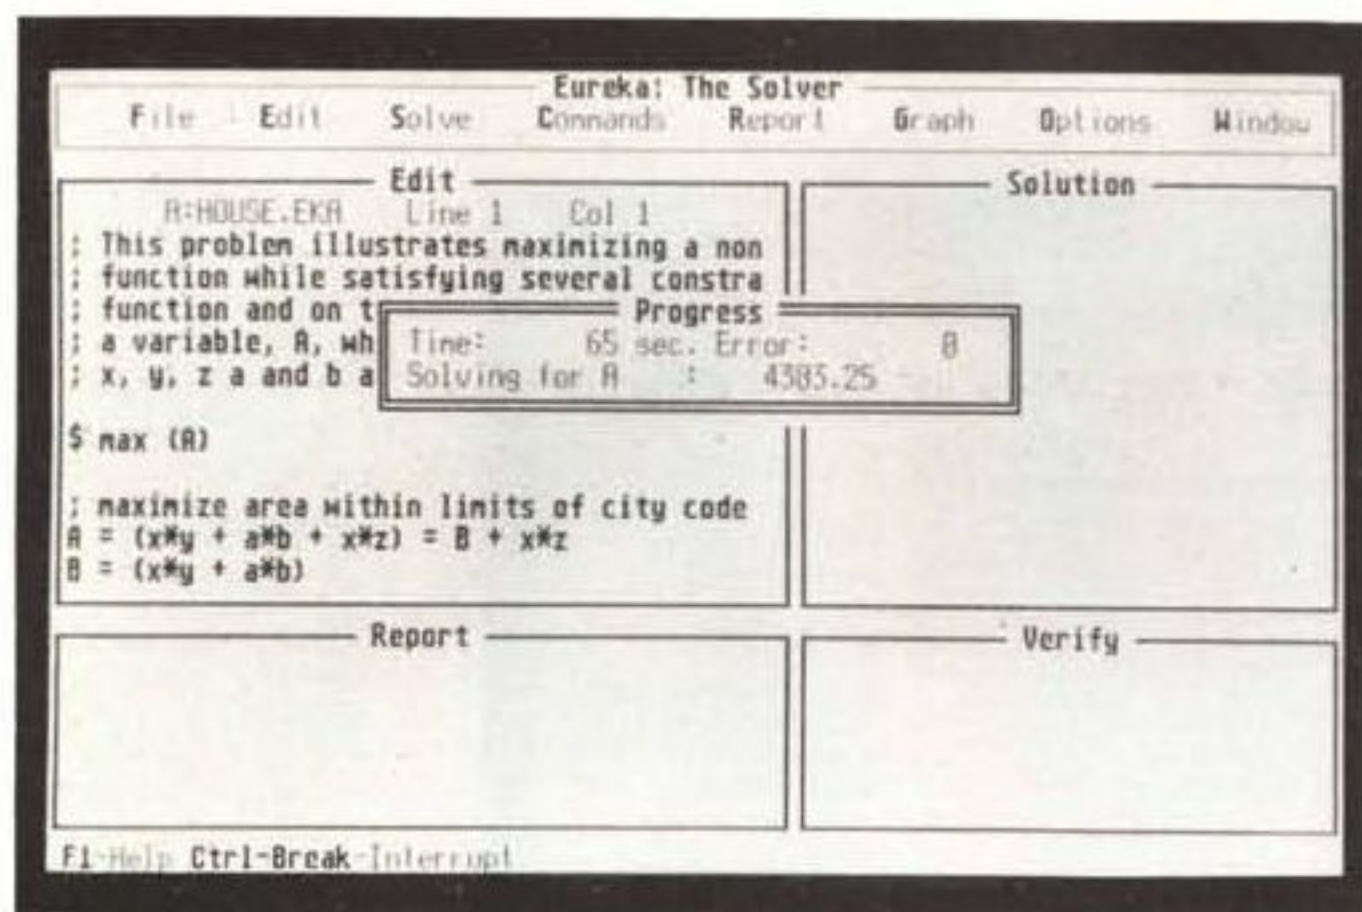 Eureka: The Solver
File Edit Solve Commands Report Graph Options Window
Edit
A:HOUSE.EKA Line 1 Col 1
; This problem illustrates maximizing a non
; function while satisfying several constra
; function and on t
; a variable, A, wh
; x, y, z a and b a
$ max (A)
; maximize area within limits of city code
A = (x*y + a*b + x*z) = B + x*z
B = (x*y + a*b)
Progress
Time: 65 sec. Error: 0
Solving for A : 4383.25
Solution
Report
Verify
F1-Help Ctrl-Break-Interrupt